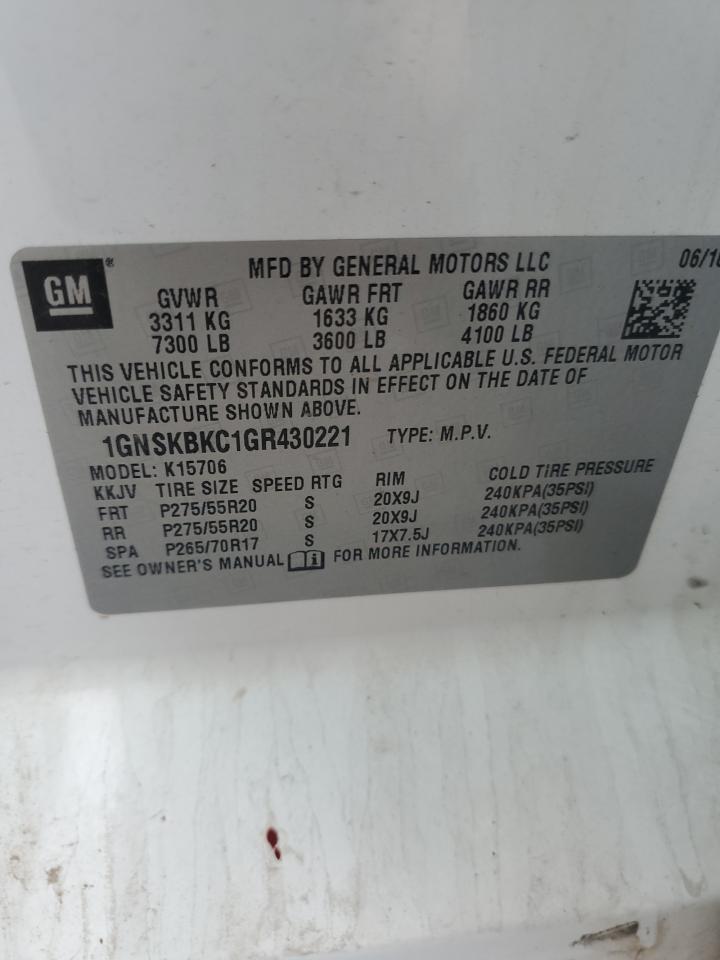 GM®
MFD BY GENERAL MOTORS LLC
GVWR GAWR FRT GAWR RR
3311 KG 1633 KG 1860 KG
7300 LB 3600 LB 4100 LB
THIS VEHICLE CONFORMS TO ALL APPLICABLE U.S. FEDERAL MOTOR
VEHICLE SAFETY STANDARDS IN EFFECT ON THE DATE OF
MANUFACTURE SHOWN ABOVE.
1GNSKBKC1GR430221 TYPE: M.P.V.
MODEL: K15706
KKJV TIRE SIZE SPEED RTG RIM COLD TIRE PRESSURE
FRT P275/55R20 S 20X9J 240KPA(35PSI)
RR P275/55R20 S 20X9J 240KPA(35PSI)
SPA P265/70R17 S 17X7.5J 240KPA(35PSI)
SEE OWNER'S MANUAL FOR MORE INFORMATION.